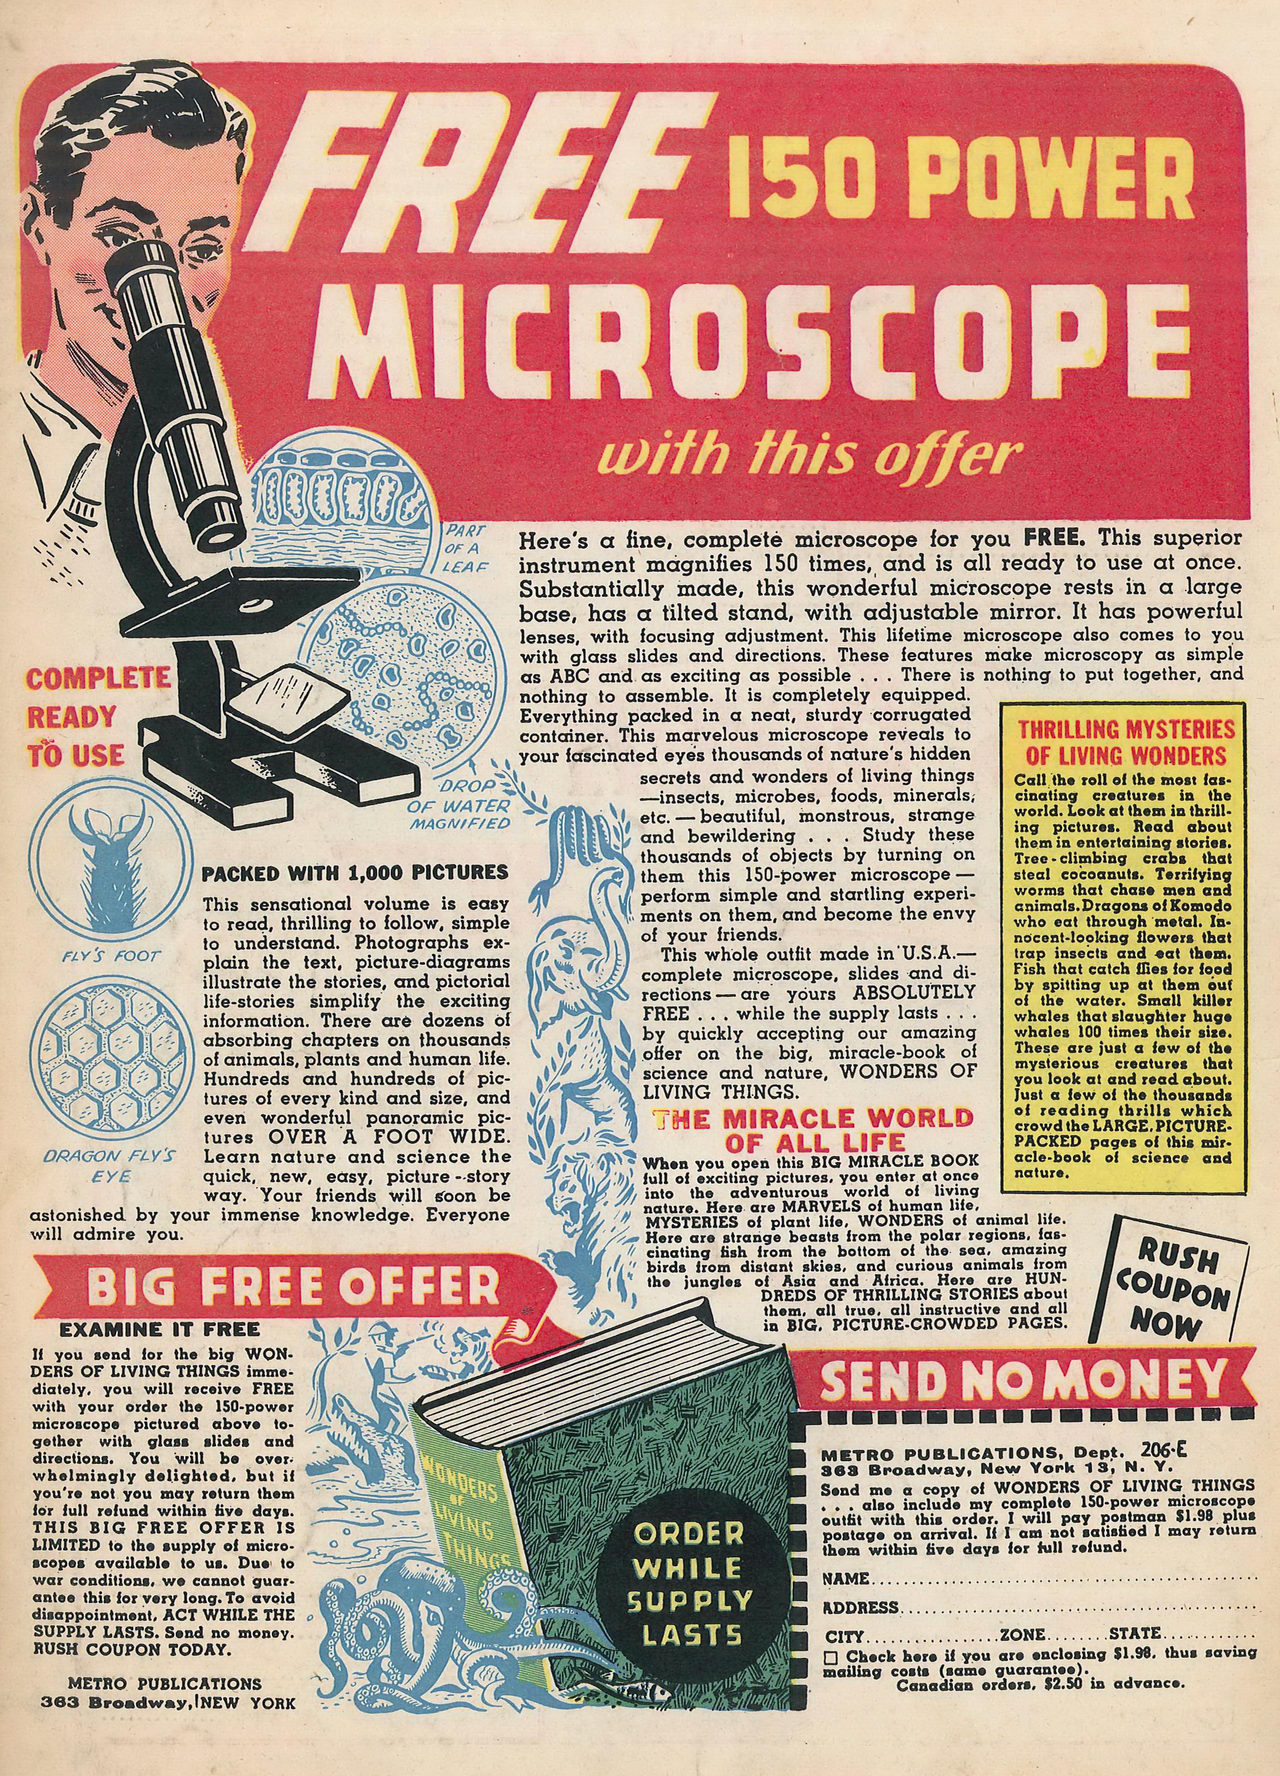 FREE 150 POWER
MICROSCOPE
with this offer
PART
OF A
LEAF
Here's a fine, complete microscope for you FREE. This superior
instrument magnifies 150 times, and is all ready to use at once.
Substantially made, this wonderful microscope rests in a large
base, has a tilted stand, with adjustable mirror. It has powerful
lenses, with focusing adjustment. This lifetime microscope also comes to you
with glass slides and directions. These features make microscopy as simple
as ABC and as exciting as possible . . . There is nothing to put together, and
nothing to assemble. It is completely equipped.
Everything packed in a neat, sturdy corrugated
container. This marvelous microscope reveals to
your fascinated eyes thousands of nature's hidden
secrets and wonders of living things
—insects, microbes, foods, minerals,
etc. — beautiful, monstrous, strange
and bewildering . . . Study these
thousands of objects by turning on
them this 150-power microscope —
perform simple and startling experi-
ments on them, and become the envy
of your friends.
This whole outfit made in U.S.A.—
complete microscope, slides and di-
rections — are yours ABSOLUTELY
FREE . . . while the supply lasts . . .
by quickly accepting our amazing
offer on the big, miracle-book of
science and nature, WONDERS OF
LIVING THINGS.
COMPLETE
READY
TO USE
DROP
OF WATER
MAGNIFIED
FLY'S FOOT
DRAGON FLY'S
EYE
PACKED WITH 1,000 PICTURES
This sensational volume is easy
to read, thrilling to follow, simple
to understand. Photographs ex-
plain the text, picture-diagrams
illustrate the stories, and pictorial
life-stories simplify the exciting
information. There are dozens of
absorbing chapters on thousands
of animals, plants and human life.
Hundreds and hundreds of pic-
tures of every kind and size, and
even wonderful panoramic pic-
tures OVER A FOOT WIDE.
Learn nature and science the
quick, new, easy, picture - story
way. Your friends will soon be
astonished by your immense knowledge. Everyone
will admire you.
THE MIRACLE WORLD
OF ALL LIFE
When you open this BIG MIRACLE BOOK
full of exciting pictures, you enter at once
into the adventurous world of living
nature. Here are MARVELS of human life,
MYSTERIES of plant life, WONDERS of animal life.
Here are strange beasts from the polar regions, fas-
cinating fish from the bottom of the sea, amazing
birds from distant skies, and curious animals from
the jungles of Asia and Africa. Here are HUN-
DREDS OF THRILLING STORIES about
them, all true, all instructive and all
in BIG, PICTURE-CROWDED PAGES.
THRILLING MYSTERIES
OF LIVING WONDERS
Call the roll of the most fas-
cinating creatures in the
world. Look at them in thrill-
ing pictures. Read about
them in entertaining stories.
Tree-climbing crabs that
steal cocoanuts. Terrifying
worms that chase men and
animals. Dragons of Komodo
who eat through metal. In-
nocent-looking flowers that
trap insects and eat them.
Fish that catch flies for food
by spitting up at them out
of the water. Small killer
whales that slaughter huge
whales 100 times their size.
These are just a few of the
mysterious creatures that
you look at and read about.
Just a few of the thousands
of reading thrills which
crowd the LARGE, PICTURE-
PACKED pages of this mir-
acle-book of science and
nature.
RUSH
COUPON
NOW
BIG FREE OFFER
EXAMINE IT FREE
If you send for the big WON-
DERS OF LIVING THINGS imme-
diately, you will receive FREE
with your order the 150-power
microscope pictured above to-
gether with glass slides and
directions. You will be over-
whelmingly delighted, but if
you're not you may return them
for full refund within five days.
THIS BIG FREE OFFER IS
LIMITED to the supply of micro-
scopes available to us. Due to
war conditions, we cannot guar-
antee this for very long. To avoid
disappointment, ACT WHILE THE
SUPPLY LASTS. Send no money.
RUSH COUPON TODAY.
METRO PUBLICATIONS
363 Broadway, NEW YORK
WONDERS
OF
LIVING
THINGS
ORDER
WHILE
SUPPLY
LASTS
SEND NO MONEY
METRO PUBLICATIONS, Dept. 206-E
363 Broadway, New York 13, N. Y.
Send me a copy of WONDERS OF LIVING THINGS
. . . also include my complete 150-power microscope
outfit with this order. I will pay postman $1.98 plus
postage on arrival. If I am not satisfied I may return
them within five days for full refund.
NAME
ADDRESS
CITY ZONE STATE
☐ Check here if you are enclosing $1.98, thus saving
mailing costs (same guarantee).
Canadian orders, $2.50 in advance.